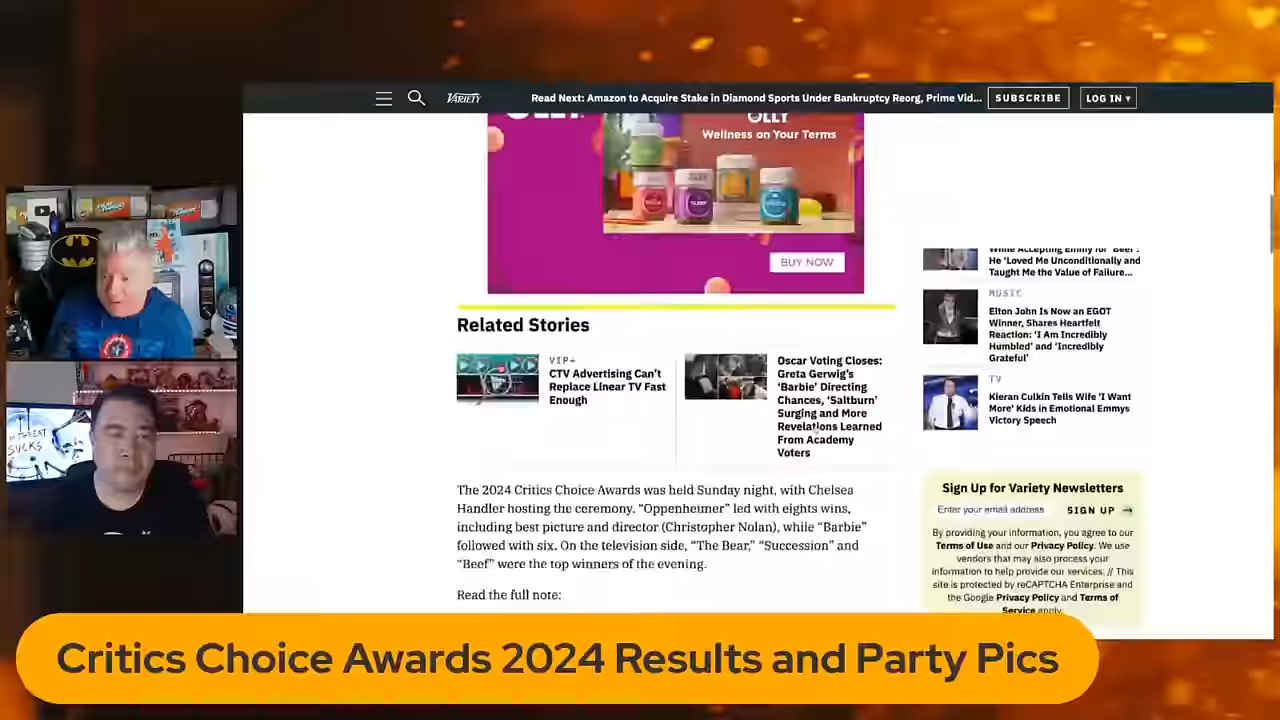 VARIETY
Read Next: Amazon to Acquire Stake in Diamond Sports Under Bankruptcy Reorg, Prime Vid...
SUBSCRIBE
LOG IN
OLLY
Wellness on Your Terms
BUY NOW
Related Stories
VIP+
CTV Advertising Can't
Replace Linear TV Fast
Enough
Oscar Voting Closes:
Greta Gerwig's
'Barbie' Directing
Chances, 'Saltburn'
Surging and More
Revelations Learned
From Academy
Voters
The 2024 Critics Choice Awards was held Sunday night, with Chelsea
Handler hosting the ceremony. "Oppenheimer" led with eights wins,
including best picture and director (Christopher Nolan), while "Barbie"
followed with six. On the television side, "The Bear," "Succession" and
"Beef" were the top winners of the evening.
Read the full note:
While Accepting Emmy for 'Beef':
He 'Loved Me Unconditionally and
Taught Me the Value of Failure...
MUSIC
Elton John Is Now an EGOT
Winner, Shares Heartfelt
Reaction: 'I Am Incredibly
Humbled' and 'Incredibly
Grateful'
TV
Kieran Culkin Tells Wife 'I Want
More' Kids in Emotional Emmys
Victory Speech
Sign Up for Variety Newsletters
Enter your email address
SIGN UP →
By providing your information, you agree to our
Terms of Use and our Privacy Policy. We use
vendors that may also process your
information to help provide our services. // This
site is protected by reCAPTCHA Enterprise and
the Google Privacy Policy and Terms of
Service apply.
THREAT
SUCKS
Critics Choice Awards 2024 Results and Party Pics